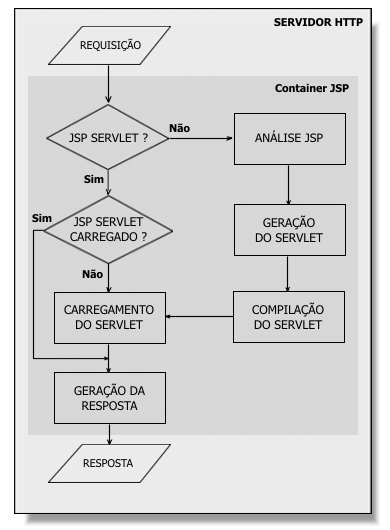 SERVIDOR HTTP
REQUISIÇÃO
Container JSP
JSP SERVLET ?
Não
ANÁLISE JSP
Sim
Sim
JSP SERVLET
CARREGADO ?
GERAÇÃO
DO SERVLET
Não
CARREGAMENTO
DO SERVLET
COMPILAÇÃO
DO SERVLET
GERAÇÃO DA
RESPOSTA
RESPOSTA